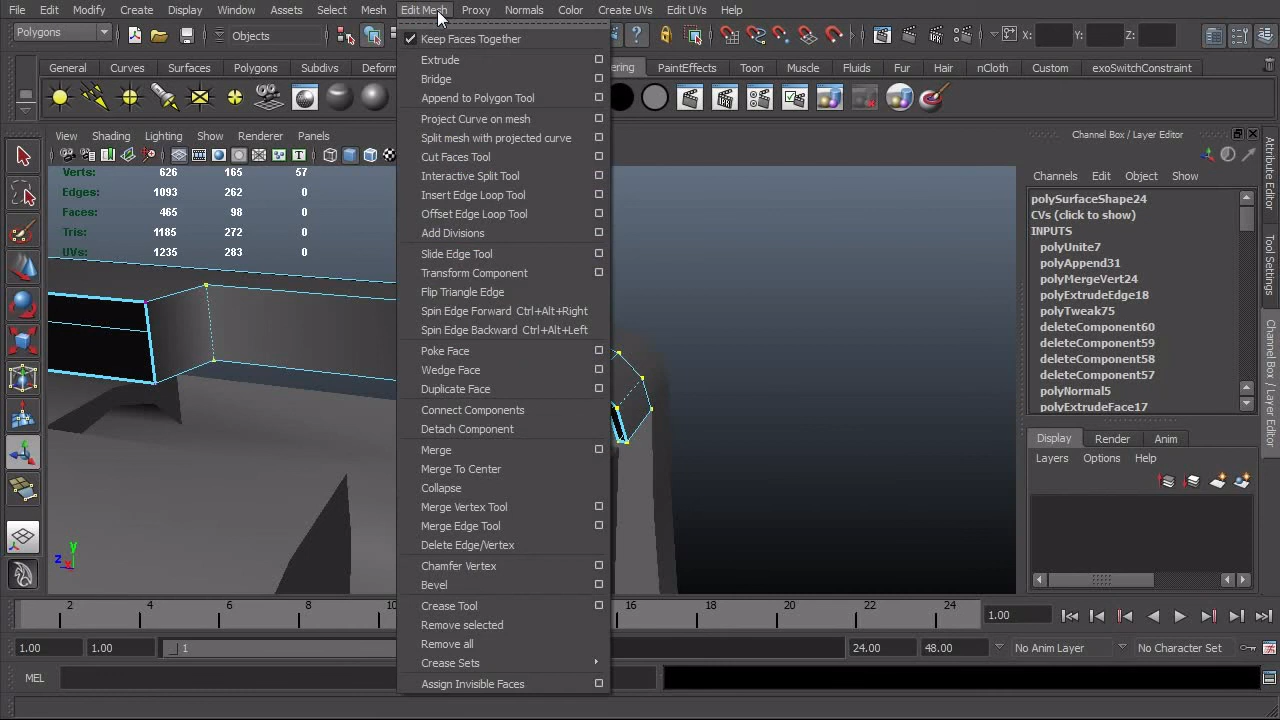 File Edit Modify Create Display Window Assets Select Mesh Edit Mesh Proxy Normals Color Create UVs Edit UVs Help
Polygons Objects X: Y: Z:
General Curves Surfaces Polygons Subdivs Deform ering PaintEffects Toon Muscle Fluids Fur Hair nCloth Custom exoSwitchConstraint
Keep Faces Together
Extrude
Bridge
Append to Polygon Tool
Project Curve on mesh
Split mesh with projected curve
Cut Faces Tool
Interactive Split Tool
Insert Edge Loop Tool
Offset Edge Loop Tool
Add Divisions
Slide Edge Tool
Transform Component
Flip Triangle Edge
Spin Edge Forward Ctrl+Alt+Right
Spin Edge Backward Ctrl+Alt+Left
Poke Face
Wedge Face
Duplicate Face
Connect Components
Detach Component
Merge
Merge To Center
Collapse
Merge Vertex Tool
Merge Edge Tool
Delete Edge/Vertex
Chamfer Vertex
Bevel
Crease Tool
Remove selected
Remove all
Crease Sets
Assign Invisible Faces
View Shading Lighting Show Renderer Panels
Verts: 626 165 57
Edges: 1093 262 0
Faces: 465 98 0
Tris: 1185 272 0
UVs: 1235 283 0
y
z x
Channel Box / Layer Editor
Channels Edit Object Show
polySurfaceShape24
CVs (click to show)
INPUTS
polyUnite7
polyAppend31
polyMergeVert24
polyExtrudeEdge18
polyTweak75
deleteComponent60
deleteComponent59
deleteComponent58
deleteComponent57
polyNormal5
polyExtrudeFace17
Display Render Anim
Layers Options Help
Attribute Editor
Tool Settings
Channel Box / Layer Editor
2 4 6 8 10 16 18 20 22 24 1.00
1.00 1.00 1 24.00 48.00 No Anim Layer No Character Set
MEL